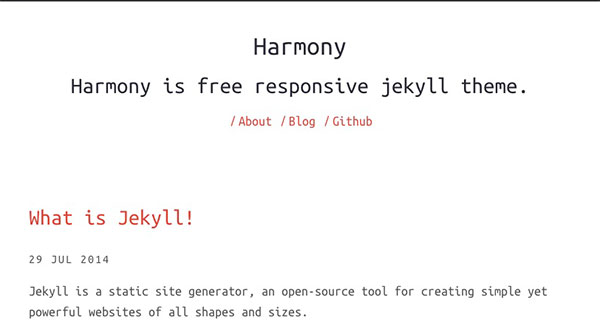 Harmony
Harmony is free responsive jekyll theme.
/About /Blog /Github
What is Jekyll!
29 JUL 2014
Jekyll is a static site generator, an open-source tool for creating simple yet
powerful websites of all shapes and sizes.